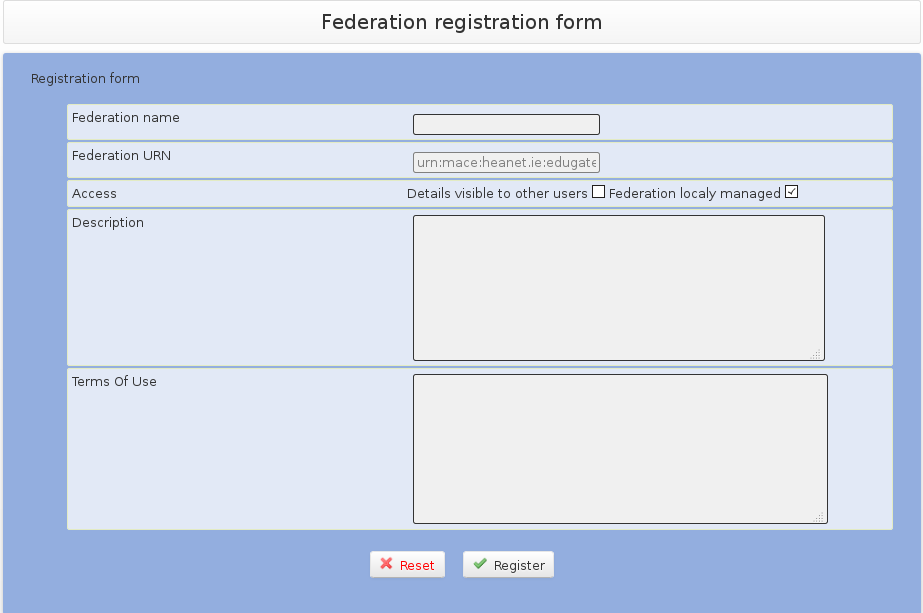 Federation registration form
Registration form
Federation name
Federation URN urn:mace:heanet.ie:edugate
Access Details visible to other users Federation localy managed
Description
Terms Of Use
Reset Register